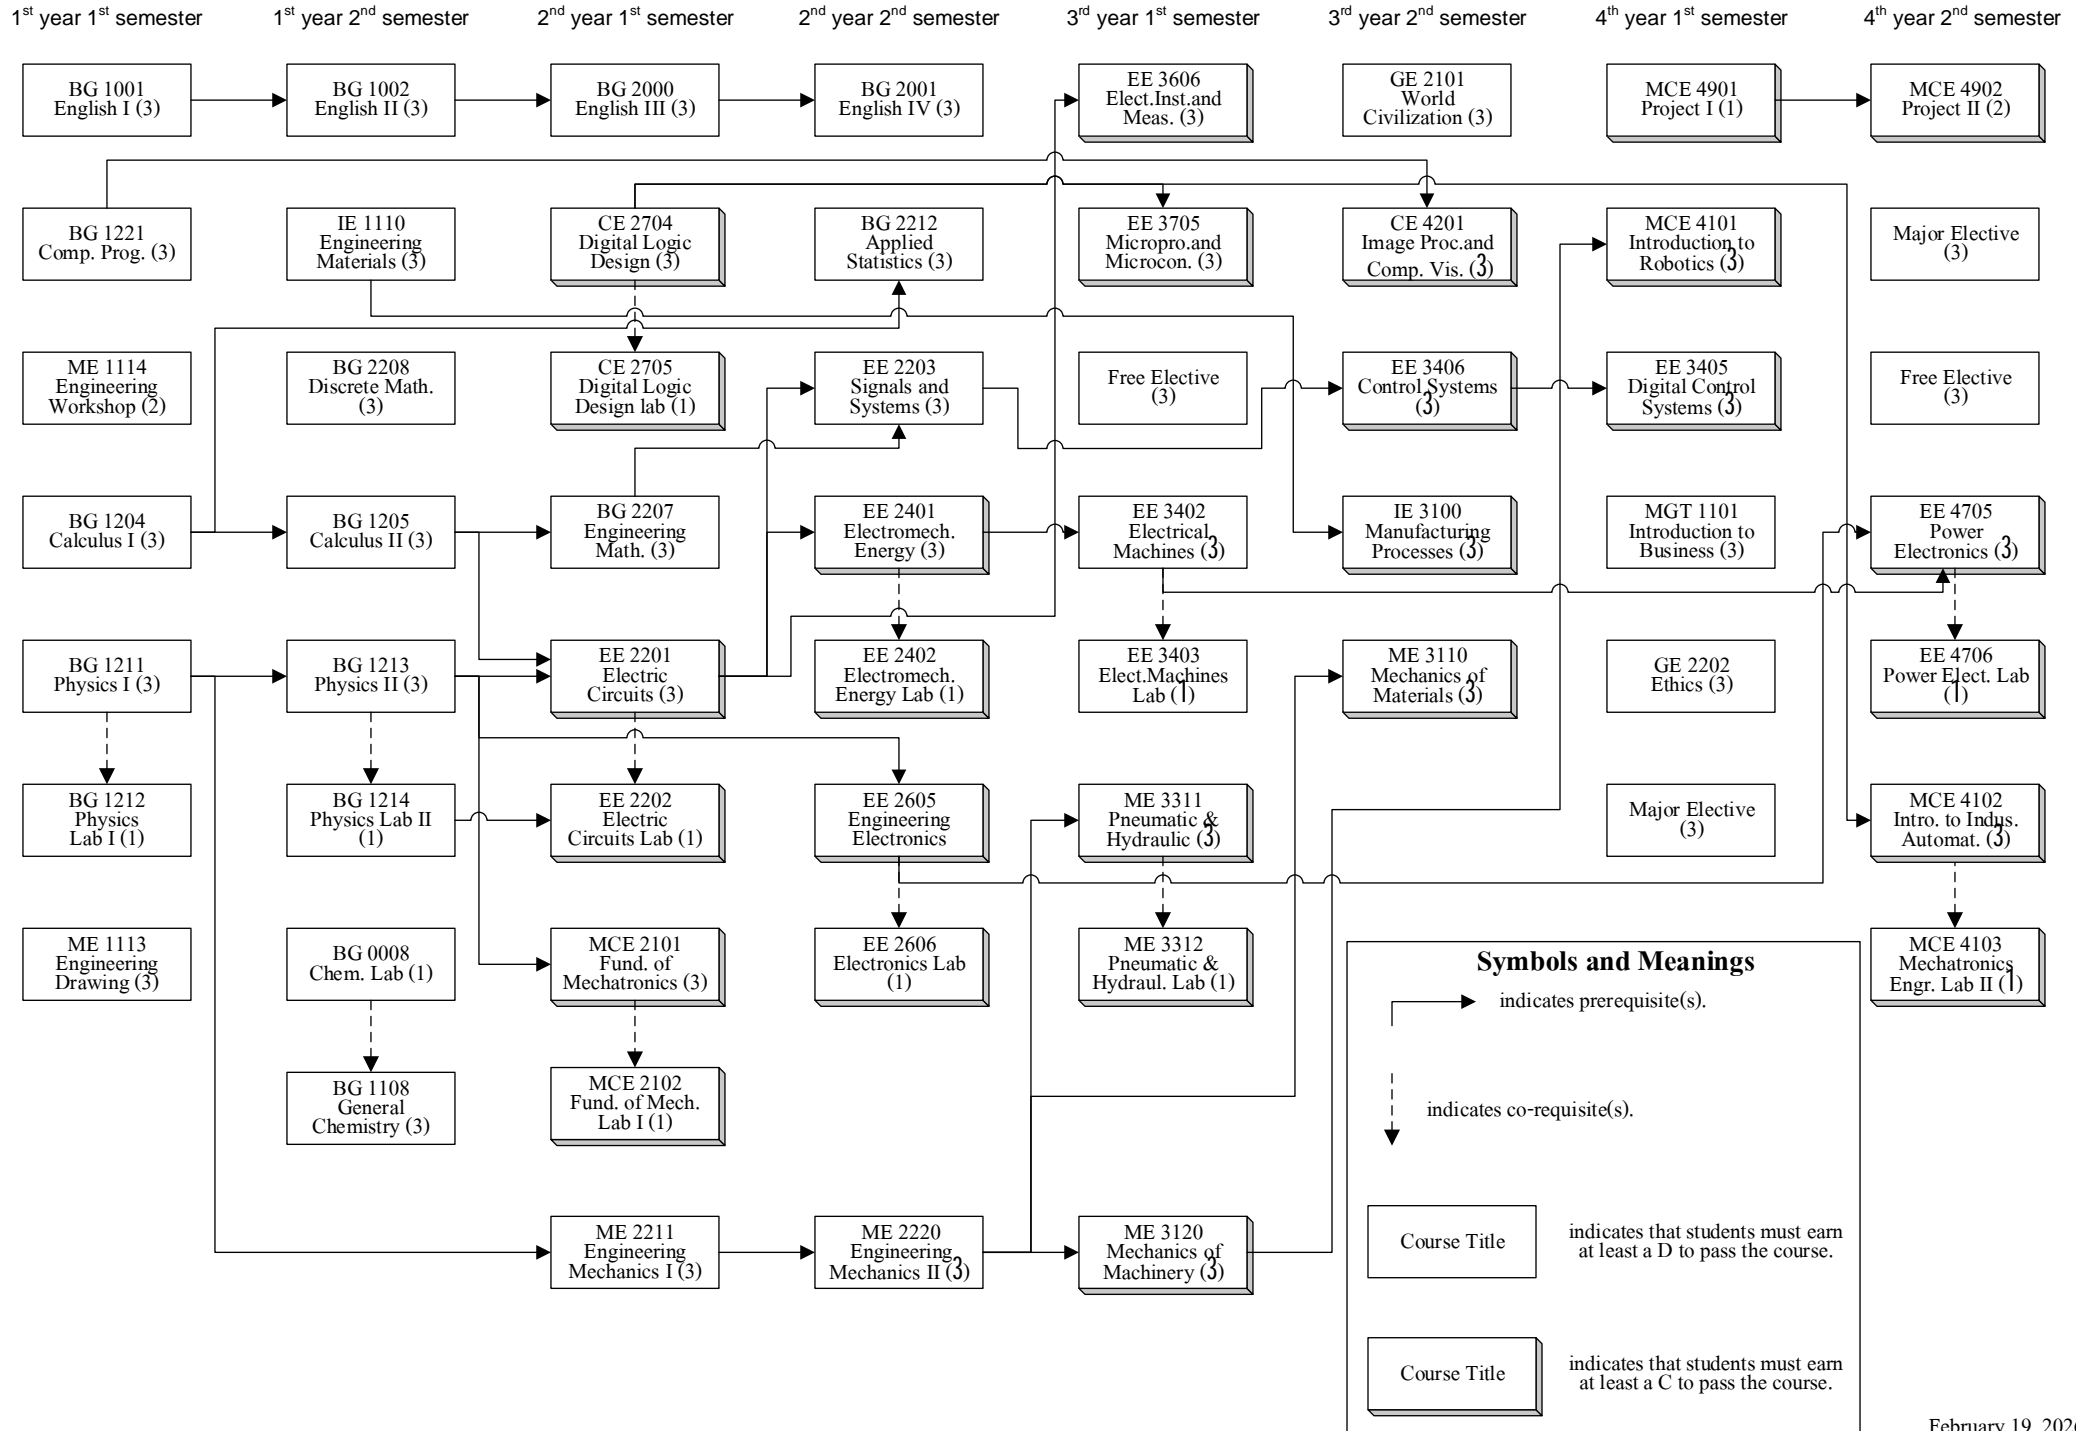 1st year 1st semester
1st year 2nd semester
2nd year 1st semester
2nd year 2nd semester
3rd year 1st semester
3rd year 2nd semester
4th year 1st semester
4th year 2nd semester
BG 1001
English I (3)
BG 1002
English II (3)
BG 2000
English III (3)
BG 2001
English IV (3)
EE 3606
Elect.Inst.and
Meas. (3)
GE 2101
World
Civilization (3)
MCE 4901
Project I (1)
MCE 4902
Project II (2)
BG 1221
Comp. Prog. (3)
IE 1110
Engineering
Materials (3)
CE 2704
Digital Logic
Design (3)
BG 2212
Applied
Statistics (3)
EE 3705
Micropro.and
Microcon. (3)
CE 4201
Image Proc.and
Comp. Vis. (3)
MCE 4101
Introduction to
Robotics (3)
Major Elective
(3)
ME 1114
Engineering
Workshop (2)
BG 2208
Discrete Math.
(3)
CE 2705
Digital Logic
Design lab (1)
EE 2203
Signals and
Systems (3)
Free Elective
(3)
EE 3406
Control Systems
(3)
EE 3405
Digital Control
Systems (3)
Free Elective
(3)
BG 1204
Calculus I (3)
BG 1205
Calculus II (3)
BG 2207
Engineering
Math. (3)
EE 2401
Electromech.
Energy (3)
EE 3402
Electrical
Machines (3)
IE 3100
Manufacturing
Processes (3)
MGT 1101
Introduction to
Business (3)
EE 4705
Power
Electronics (3)
BG 1211
Physics I (3)
BG 1213
Physics II (3)
EE 2201
Electric
Circuits (3)
EE 2402
Electromech.
Energy Lab (1)
EE 3403
Elect.Machines
Lab (1)
ME 3110
Mechanics of
Materials (3)
GE 2202
Ethics (3)
EE 4706
Power Elect. Lab
(1)
BG 1212
Physics
Lab I (1)
BG 1214
Physics Lab II
(1)
EE 2202
Electric
Circuits Lab (1)
EE 2605
Engineering
Electronics
ME 3311
Pneumatic &
Hydraulic (3)
Major Elective
(3)
MCE 4102
Intro. to Indus.
Automat. (3)
ME 1113
Engineering
Drawing (3)
BG 0008
Chem. Lab (1)
MCE 2101
Fund. of
Mechatronics (3)
EE 2606
Electronics Lab
(1)
ME 3312
Pneumatic &
Hydraul. Lab (1)
MCE 4103
Mechatronics
Engr. Lab II (1)
BG 1108
General
Chemistry (3)
MCE 2102
Fund. of Mech.
Lab I (1)
ME 2211
Engineering
Mechanics I (3)
ME 2220
Engineering
Mechanics II (3)
ME 3120
Mechanics of
Machinery (3)
Symbols and Meanings
indicates prerequisite(s).
indicates co-requisite(s).
Course Title
indicates that students must earn
at least a D to pass the course.
Course Title
indicates that students must earn
at least a C to pass the course.
February 19, 2026